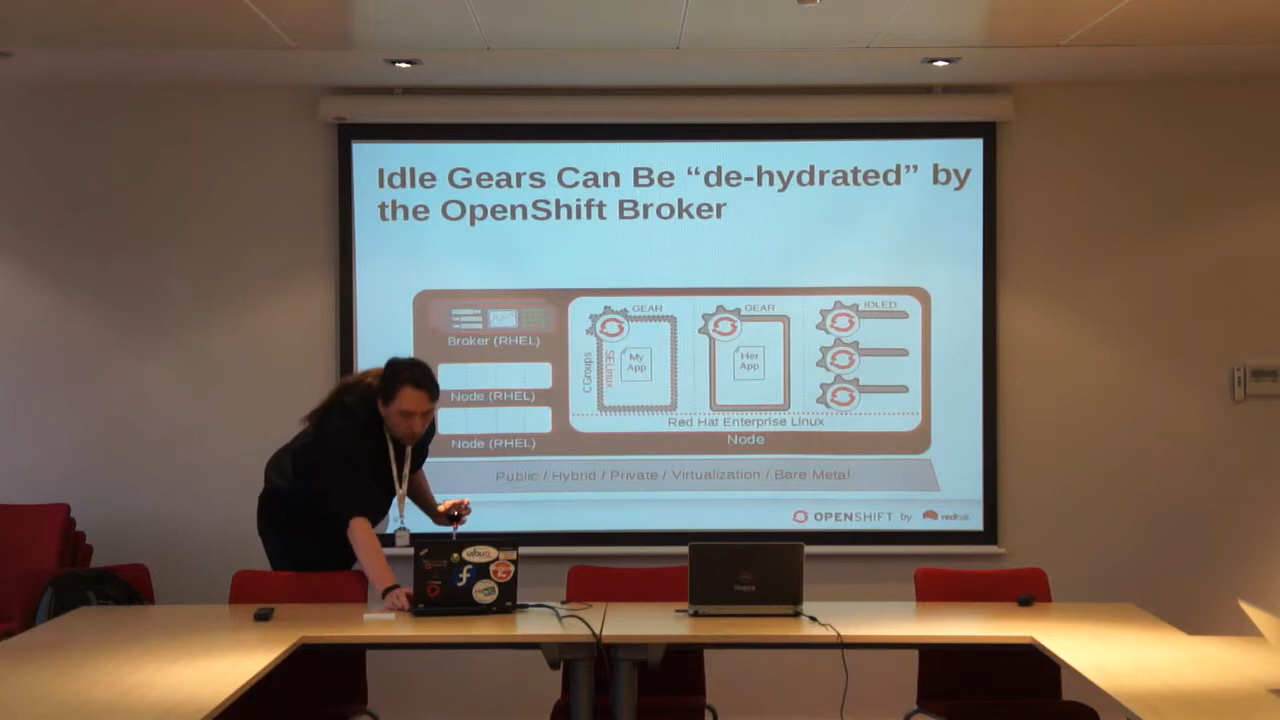 Idle Gears Can Be “de-hydrated” by
the OpenShift Broker
GEAR
GEAR
IDLED
Broker (RHEL)
Node (RHEL)
Node (RHEL)
CGroups
SELinux
My
App
Her
App
Red Hat Enterprise Linux
Node
Public / Hybrid / Private / Virtualization / Bare Metal
OPENSHIFT by redhat